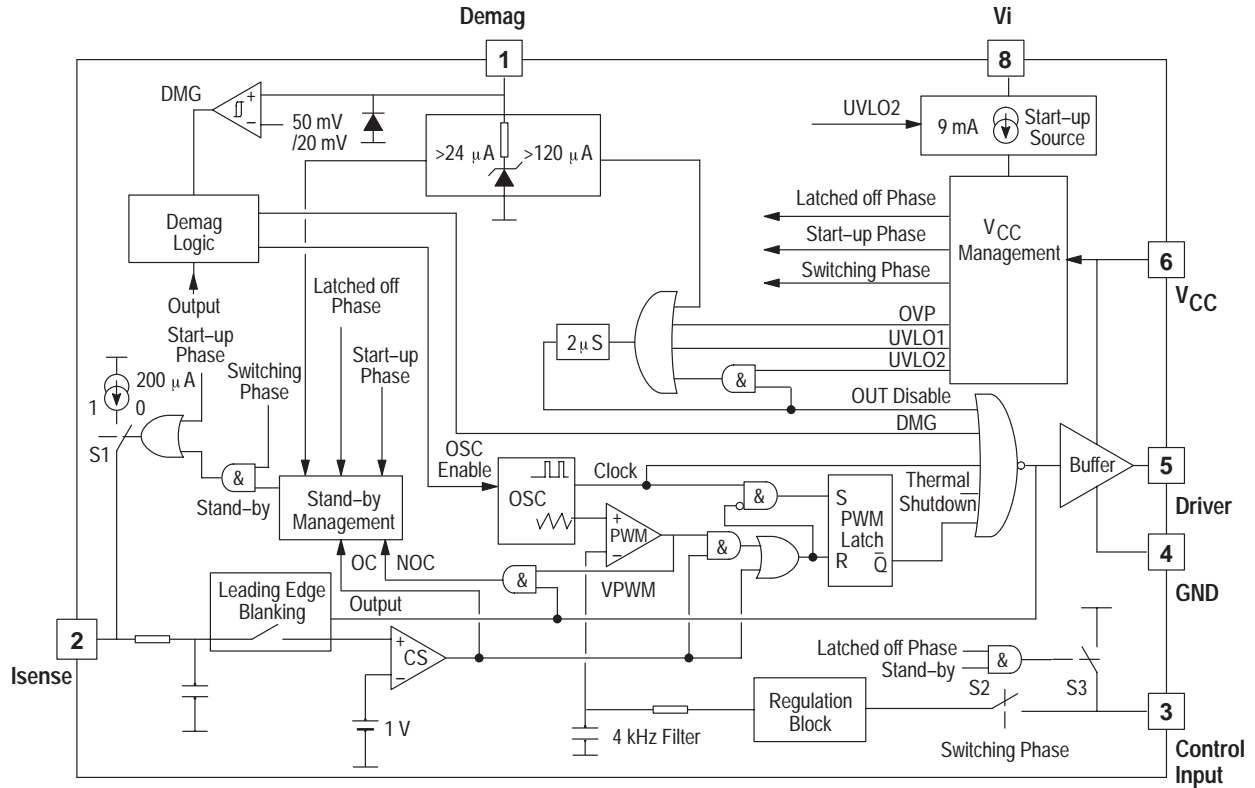 Demag
Vi
1
8
DMG
+
−
50 mV
/20 mV
>24 μA
>120 μA
UVLO2
9 mA
Start–up
Source
Demag
Logic
Latched off Phase
Start–up Phase
Switching Phase
VCC
Management
6
VCC
Output
Start–up
Phase
Latched off
Phase
Switching
Phase
Start–up
Phase
200 μA
1
0
S1
2 μS
OVP
UVLO1
UVLO2
&
OUT Disable
DMG
&
Stand–by
Stand–by
Management
OSC
Enable
OSC
Clock
&
S
PWM
Latch
R
Q
Thermal
Shutdown
Buffer
5
Driver
+
PWM
−
&
OC
NOC
&
VPWM
4
GND
Leading Edge
Blanking
Output
2
Isense
+
CS
−
1 V
Latched off Phase
Stand–by
&
S2
S3
4 kHz Filter
Regulation
Block
Switching Phase
3
Control
Input